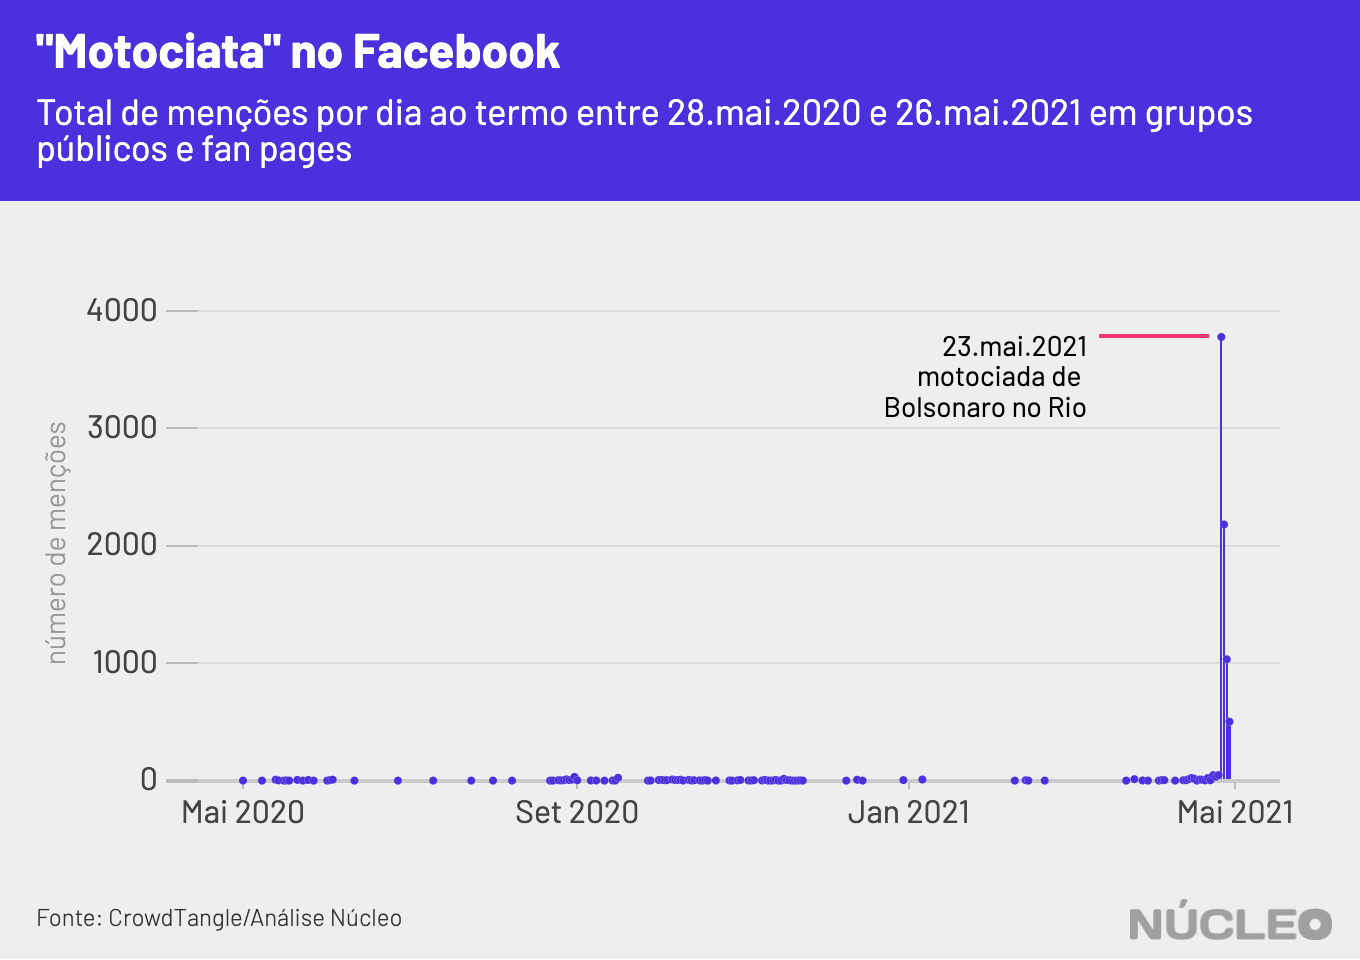 "Motociata" no Facebook
Total de menções por dia ao termo entre 28.mai.2020 e 26.mai.2021 em grupos
públicos e fan pages
número de menções
4000
3000
2000
1000
0
23.mai.2021
motociada de
Bolsonaro no Rio
Mai 2020
Set 2020
Jan 2021
Mai 2021
Fonte: CrowdTangle/Análise Núcleo
NÚCLEO